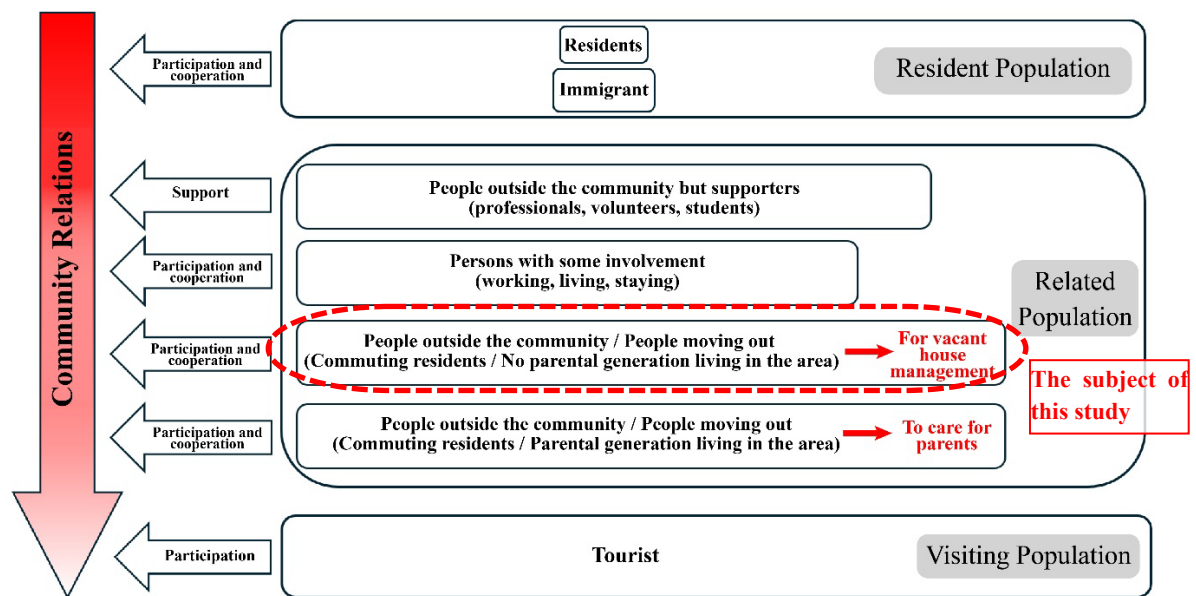 Community Relations
Participation and
cooperation
Residents
Immigrant
Resident Population
Support
People outside the community but supporters
(professionals, volunteers, students)
Participation and
cooperation
Persons with some involvement
(working, living, staying)
Related
Population
Participation and
cooperation
People outside the community / People moving out
(Commuting residents / No parental generation living in the area)
For vacant
house
management
The subject of
this study
Participation and
cooperation
People outside the community / People moving out
(Commuting residents / Parental generation living in the area)
To care for
parents
Participation
Tourist
Visiting Population